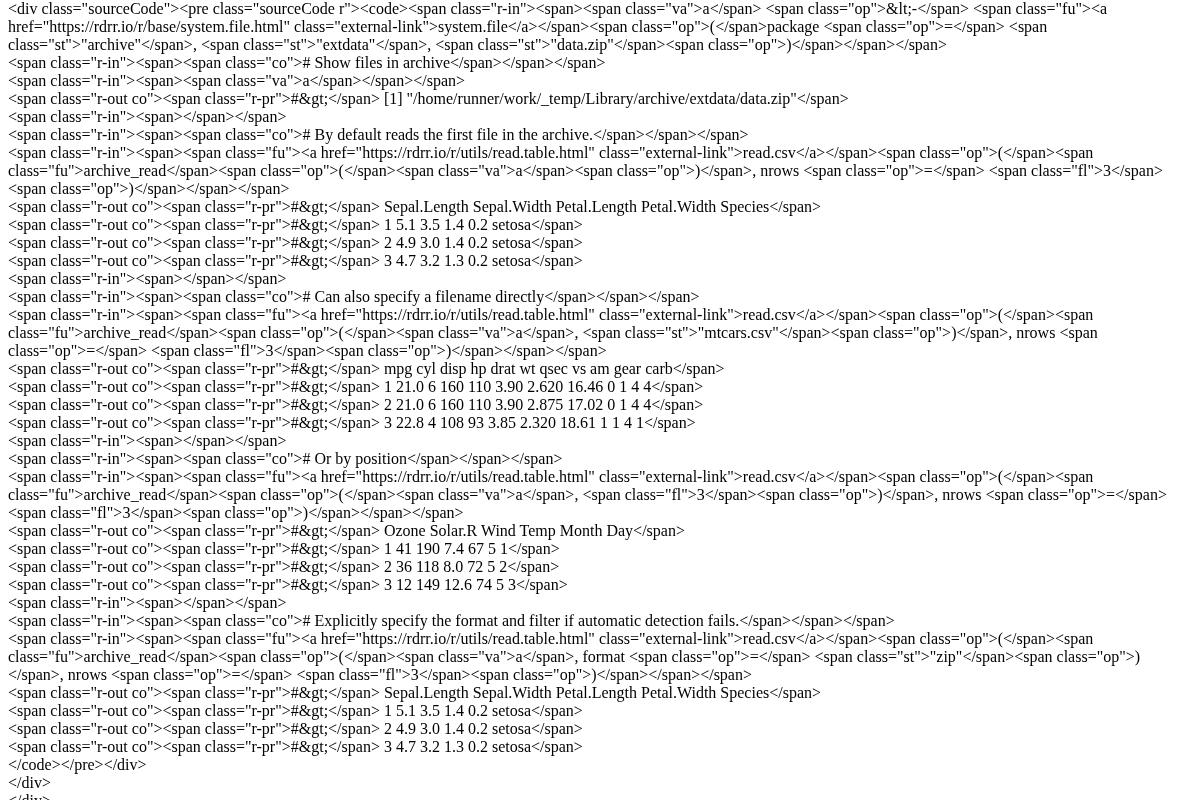 <div class="sourceCode"><pre class="sourceCode r"><code><span class="r-in"><span><span class="va">a</span> <span class="op">&lt;-</span> <span class="fu"><a
href="https://rdrr.io/r/base/system.file.html" class="external-link">system.file</a></span><span class="op">(</span>package <span class="op">=</span> <span
class="st">"archive"</span>, <span class="st">"extdata"</span>, <span class="st">"data.zip"</span><span class="op">)</span></span></span>
<span class="r-in"><span><span class="co"># Show files in archive</span></span></span>
<span class="r-in"><span><span class="va">a</span></span></span>
<span class="r-out co"><span class="r-pr">#&gt;</span> [1] "/home/runner/work/_temp/Library/archive/extdata/data.zip"</span>
<span class="r-in"><span></span></span>
<span class="r-in"><span><span class="co"># By default reads the first file in the archive.</span></span></span>
<span class="r-in"><span><span class="fu"><a href="https://rdrr.io/r/utils/read.table.html" class="external-link">read.csv</a></span><span class="op">(</span><span
class="fu">archive_read</span><span class="op">(</span><span class="va">a</span><span class="op">)</span>, nrows <span class="op">=</span> <span class="fl">3</span>
<span class="op">)</span></span></span>
<span class="r-out co"><span class="r-pr">#&gt;</span> Sepal.Length Sepal.Width Petal.Length Petal.Width Species</span>
<span class="r-out co"><span class="r-pr">#&gt;</span> 1 5.1 3.5 1.4 0.2 setosa</span>
<span class="r-out co"><span class="r-pr">#&gt;</span> 2 4.9 3.0 1.4 0.2 setosa</span>
<span class="r-out co"><span class="r-pr">#&gt;</span> 3 4.7 3.2 1.3 0.2 setosa</span>
<span class="r-in"><span></span></span>
<span class="r-in"><span><span class="co"># Can also specify a filename directly</span></span></span>
<span class="r-in"><span><span class="fu"><a href="https://rdrr.io/r/utils/read.table.html" class="external-link">read.csv</a></span><span class="op">(</span><span
class="fu">archive_read</span><span class="op">(</span><span class="va">a</span>, <span class="st">"mtcars.csv"</span><span class="op">)</span>, nrows <span
class="op">=</span> <span class="fl">3</span><span class="op">)</span></span></span>
<span class="r-out co"><span class="r-pr">#&gt;</span> mpg cyl disp hp drat wt qsec vs am gear carb</span>
<span class="r-out co"><span class="r-pr">#&gt;</span> 1 21.0 6 160 110 3.90 2.620 16.46 0 1 4 4</span>
<span class="r-out co"><span class="r-pr">#&gt;</span> 2 21.0 6 160 110 3.90 2.875 17.02 0 1 4 4</span>
<span class="r-out co"><span class="r-pr">#&gt;</span> 3 22.8 4 108 93 3.85 2.320 18.61 1 1 4 1</span>
<span class="r-in"><span></span></span>
<span class="r-in"><span><span class="co"># Or by position</span></span></span>
<span class="r-in"><span><span class="fu"><a href="https://rdrr.io/r/utils/read.table.html" class="external-link">read.csv</a></span><span class="op">(</span><span
class="fu">archive_read</span><span class="op">(</span><span class="va">a</span>, <span class="fl">3</span><span class="op">)</span>, nrows <span class="op">=</span>
<span class="fl">3</span><span class="op">)</span></span></span>
<span class="r-out co"><span class="r-pr">#&gt;</span> Ozone Solar.R Wind Temp Month Day</span>
<span class="r-out co"><span class="r-pr">#&gt;</span> 1 41 190 7.4 67 5 1</span>
<span class="r-out co"><span class="r-pr">#&gt;</span> 2 36 118 8.0 72 5 2</span>
<span class="r-out co"><span class="r-pr">#&gt;</span> 3 12 149 12.6 74 5 3</span>
<span class="r-in"><span></span></span>
<span class="r-in"><span><span class="co"># Explicitly specify the format and filter if automatic detection fails.</span></span></span>
<span class="r-in"><span><span class="fu"><a href="https://rdrr.io/r/utils/read.table.html" class="external-link">read.csv</a></span><span class="op">(</span><span
class="fu">archive_read</span><span class="op">(</span><span class="va">a</span>, format <span class="op">=</span> <span class="st">"zip"</span><span class="op">)
</span>, nrows <span class="op">=</span> <span class="fl">3</span><span class="op">)</span></span></span>
<span class="r-out co"><span class="r-pr">#&gt;</span> Sepal.Length Sepal.Width Petal.Length Petal.Width Species</span>
<span class="r-out co"><span class="r-pr">#&gt;</span> 1 5.1 3.5 1.4 0.2 setosa</span>
<span class="r-out co"><span class="r-pr">#&gt;</span> 2 4.9 3.0 1.4 0.2 setosa</span>
<span class="r-out co"><span class="r-pr">#&gt;</span> 3 4.7 3.2 1.3 0.2 setosa</span>
</code></pre></div>
</div>
</div>